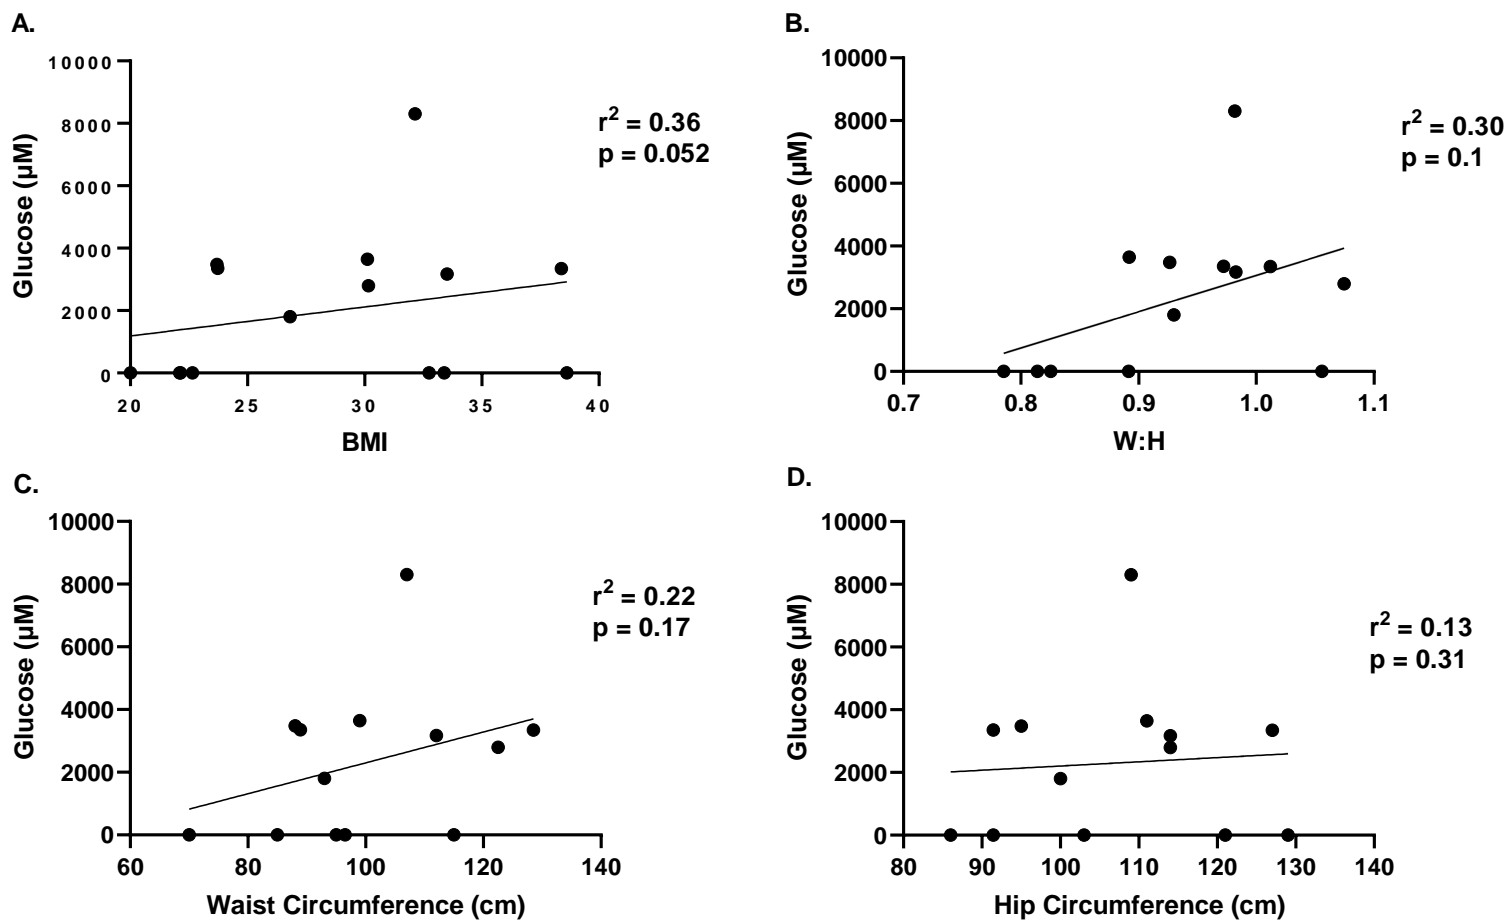 A.
10000
8000
6000
4000
2000
0
Glucose (µM)
20 25 30 35 40
BMI
r² = 0.36
p = 0.052
B.
10000
8000
6000
4000
2000
0
Glucose (µM)
0.7 0.8 0.9 1.0 1.1
W:H
r² = 0.30
p = 0.1
C.
10000
8000
6000
4000
2000
0
Glucose (µM)
60 80 100 120 140
Waist Circumference (cm)
r² = 0.22
p = 0.17
D.
10000
8000
6000
4000
2000
0
Glucose (µM)
80 90 100 110 120 130 140
Hip Circumference (cm)
r² = 0.13
p = 0.31